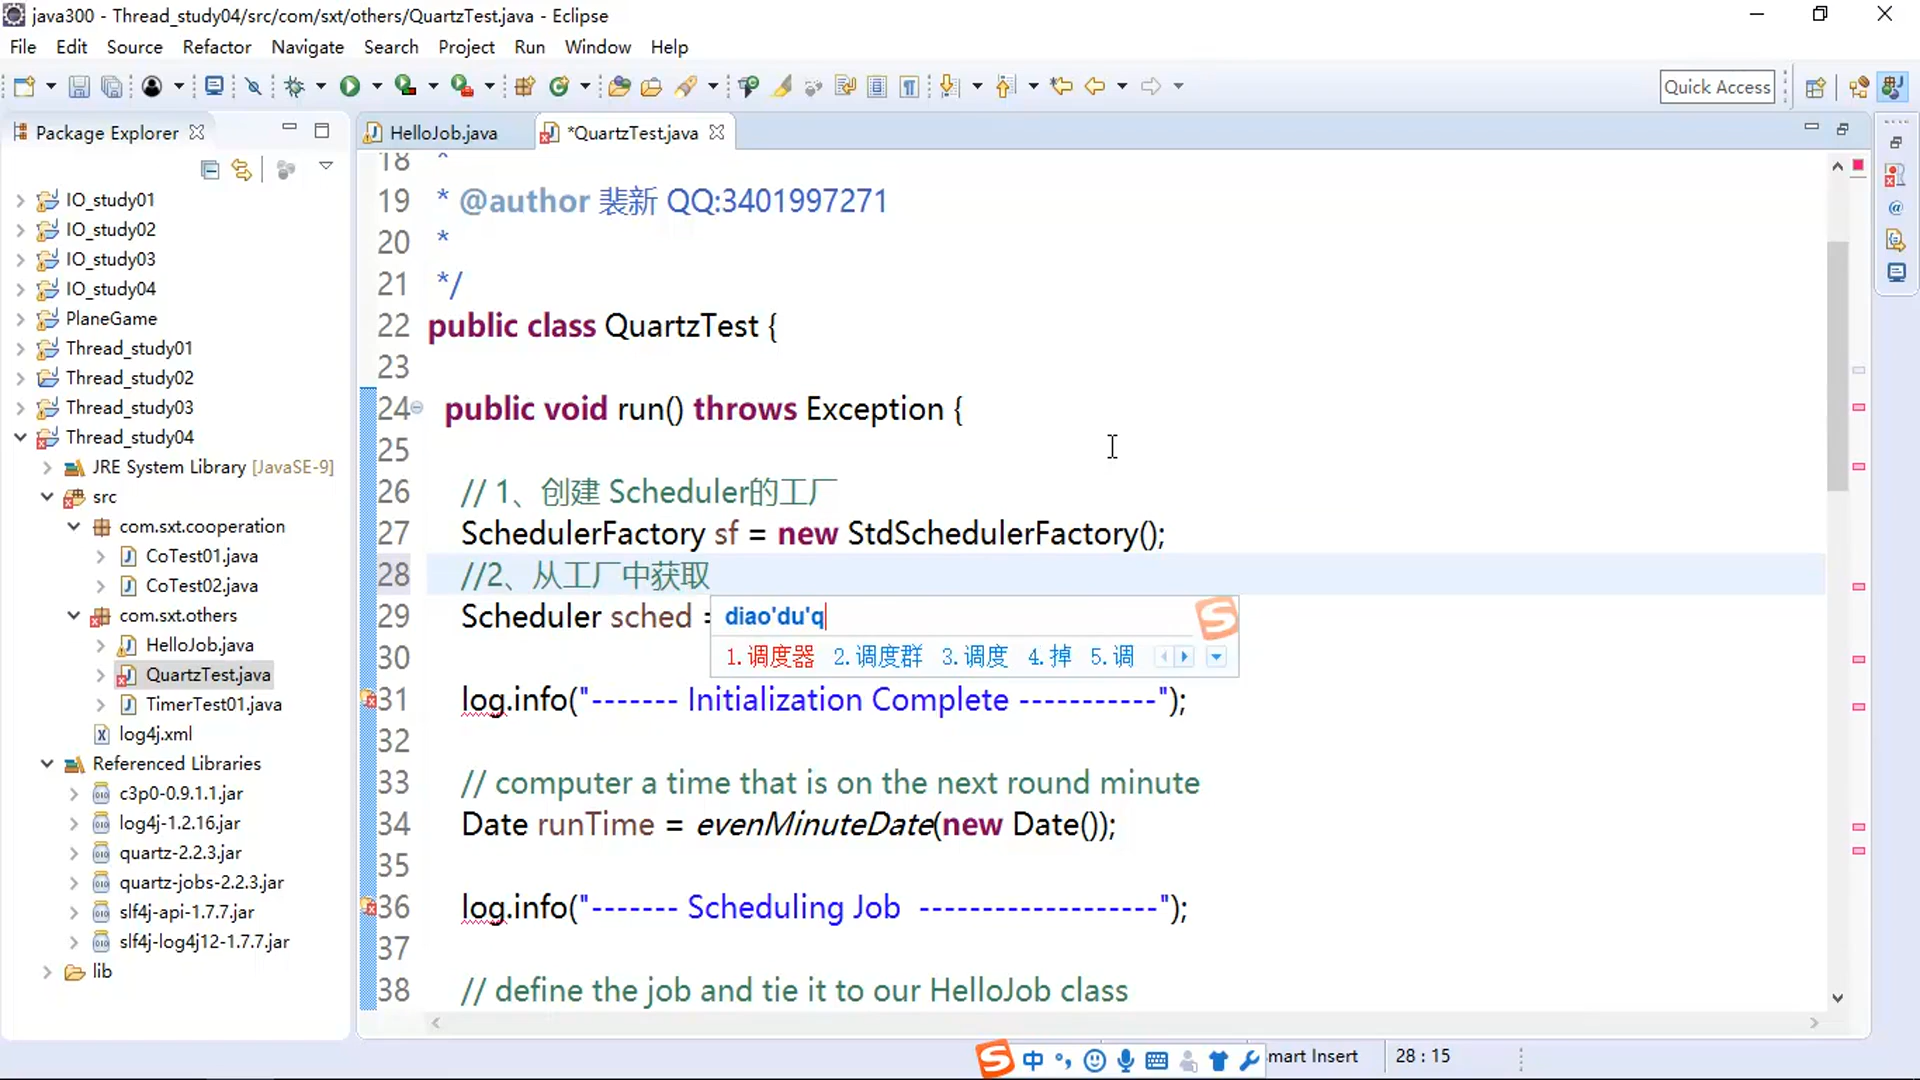 java300 - Thread_study04/src/com/sxt/others/QuartzTest.java - Eclipse
File Edit Source Refactor Navigate Search Project Run Window Help
Quick Access
Package Explorer
HelloJob.java
*QuartzTest.java
IO_study01
IO_study02
IO_study03
IO_study04
PlaneGame
Thread_study01
Thread_study02
Thread_study03
Thread_study04
JRE System Library [JavaSE-9]
src
com.sxt.cooperation
CoTest01.java
CoTest02.java
com.sxt.others
HelloJob.java
QuartzTest.java
TimerTest01.java
log4j.xml
Referenced Libraries
c3p0-0.9.1.1.jar
log4j-1.2.16.jar
quartz-2.2.3.jar
quartz-jobs-2.2.3.jar
slf4j-api-1.7.7.jar
slf4j-log4j12-1.7.7.jar
lib
18 *
19 * @author 裴新 QQ:3401997271
20 *
21 */
22 public class QuartzTest {
23
24 public void run() throws Exception {
25
26 // 1、创建 Scheduler的工厂
27 SchedulerFactory sf = new StdSchedulerFactory();
28 //2、从工厂中获取
29 Scheduler sched =
diao'du'q
1.调度器 2.调度群 3.调度 4.掉 5.调
30
31 log.info("------- Initialization Complete -----------");
32
33 // computer a time that is on the next round minute
34 Date runTime = evenMinuteDate(new Date());
35
36 log.info("------- Scheduling Job -------------------");
37
38 // define the job and tie it to our HelloJob class
中
mart Insert
28 : 15